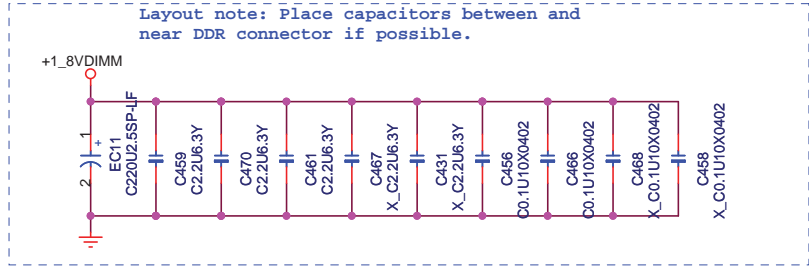 Layout note: Place capacitors between and
near DDR connector if possible.
+1_8VDIMM
1
+
2
EC11
C220U2.5SP-LF
C459
C2.2U6.3Y
C470
C2.2U6.3Y
C461
C2.2U6.3Y
C467
X_C2.2U6.3Y
C431
X_C2.2U6.3Y
C456
C0.1U10X0402
C466
C0.1U10X0402
C468
X_C0.1U10X0402
C458
X_C0.1U10X0402